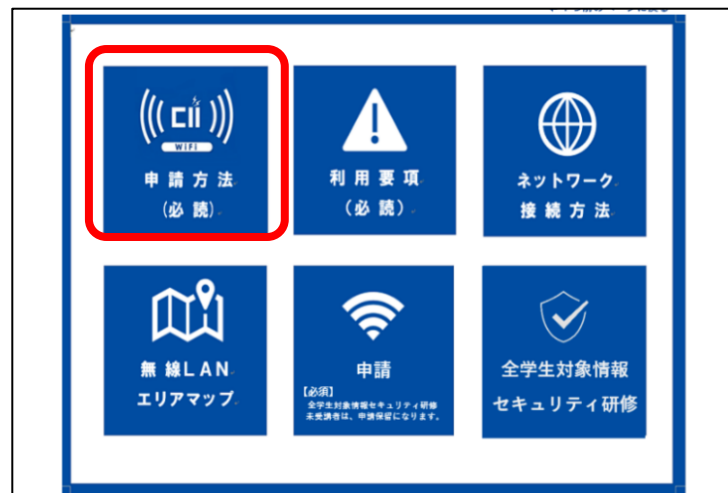 CII
WiFi
申請方法
(必読)
利用要項
(必読)
ネットワーク
接続方法
無線LAN
エリアマップ
申請
【必須】
全学生対象情報セキュリティ研修
未受講者は、申請保留になります。
全学生対象情報
セキュリティ研修